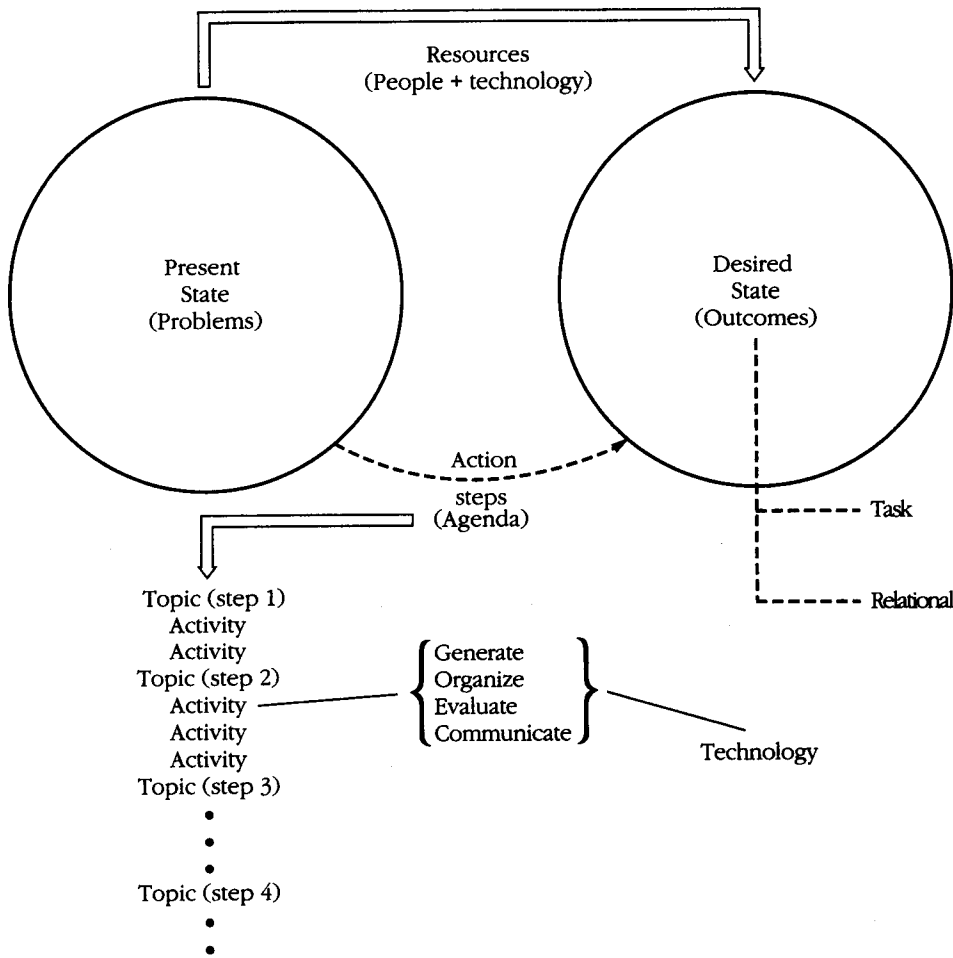 Resources
(People + technology)
Present
State
(Problems)
Desired
State
(Outcomes)
Action
steps
(Agenda)
Task
Relational
Topic (step 1)
Activity
Activity
Topic (step 2)
Activity
Activity
Activity
Topic (step 3)
Topic (step 4)
Generate
Organize
Evaluate
Communicate
Technology